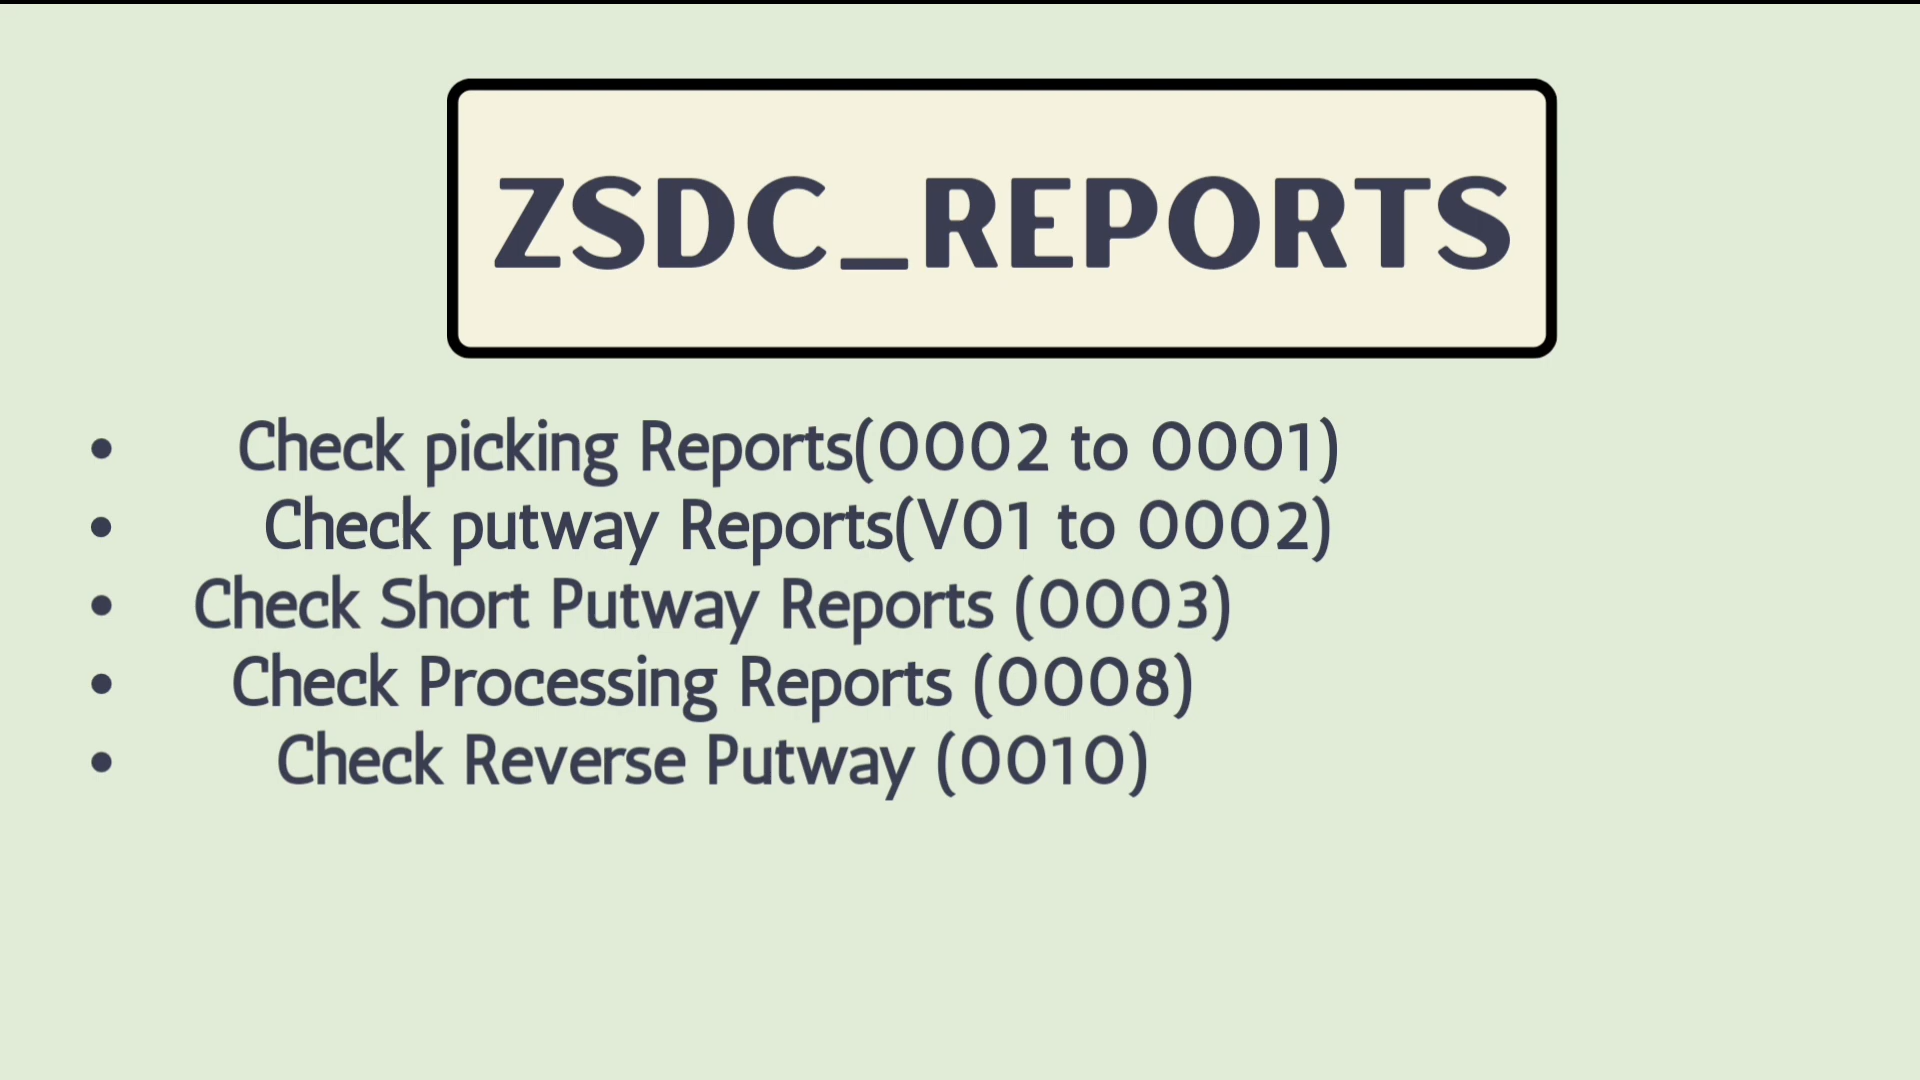 ZSDC_REPORTS
• Check picking Reports(0002 to 0001)
• Check putway Reports(V01 to 0002)
• Check Short Putway Reports (0003)
• Check Processing Reports (0008)
• Check Reverse Putway (0010)